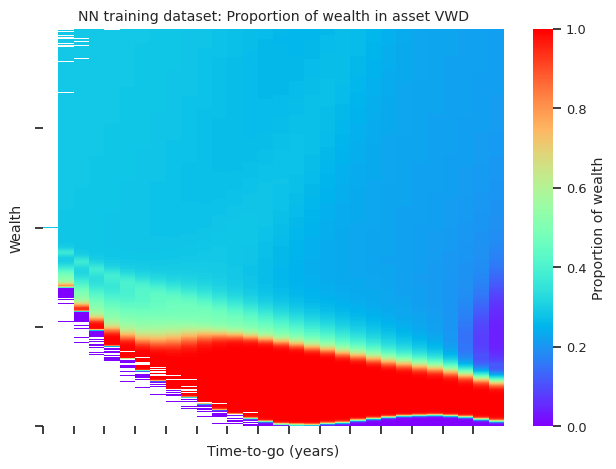 NN training dataset: Proportion of wealth in asset VWD
Wealth
Time-to-go (years)
1.0
0.8
0.6
0.4
0.2
0.0
Proportion of wealth